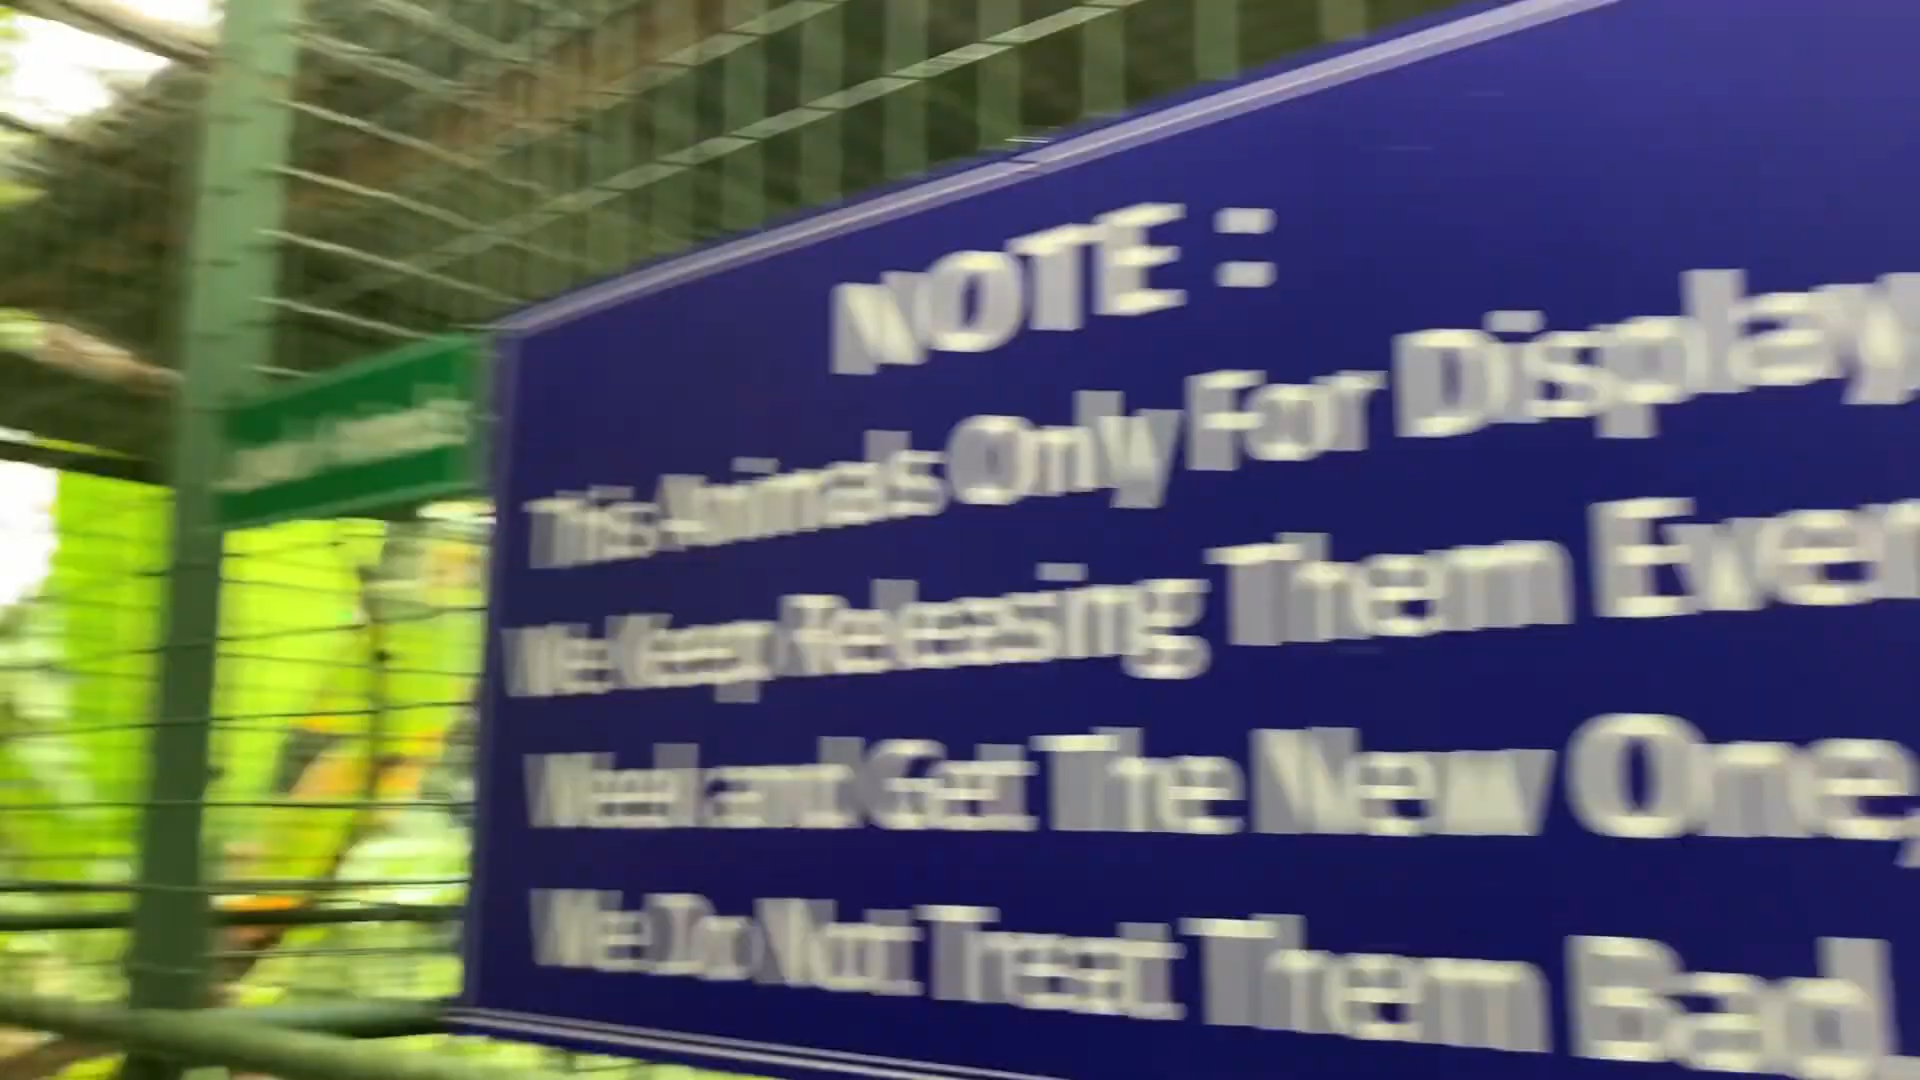 NOTE :
This Animals Only For Display,
We Keep Releasing Them Every
Week and Get The New One,
We Do Not Treat Them Bad